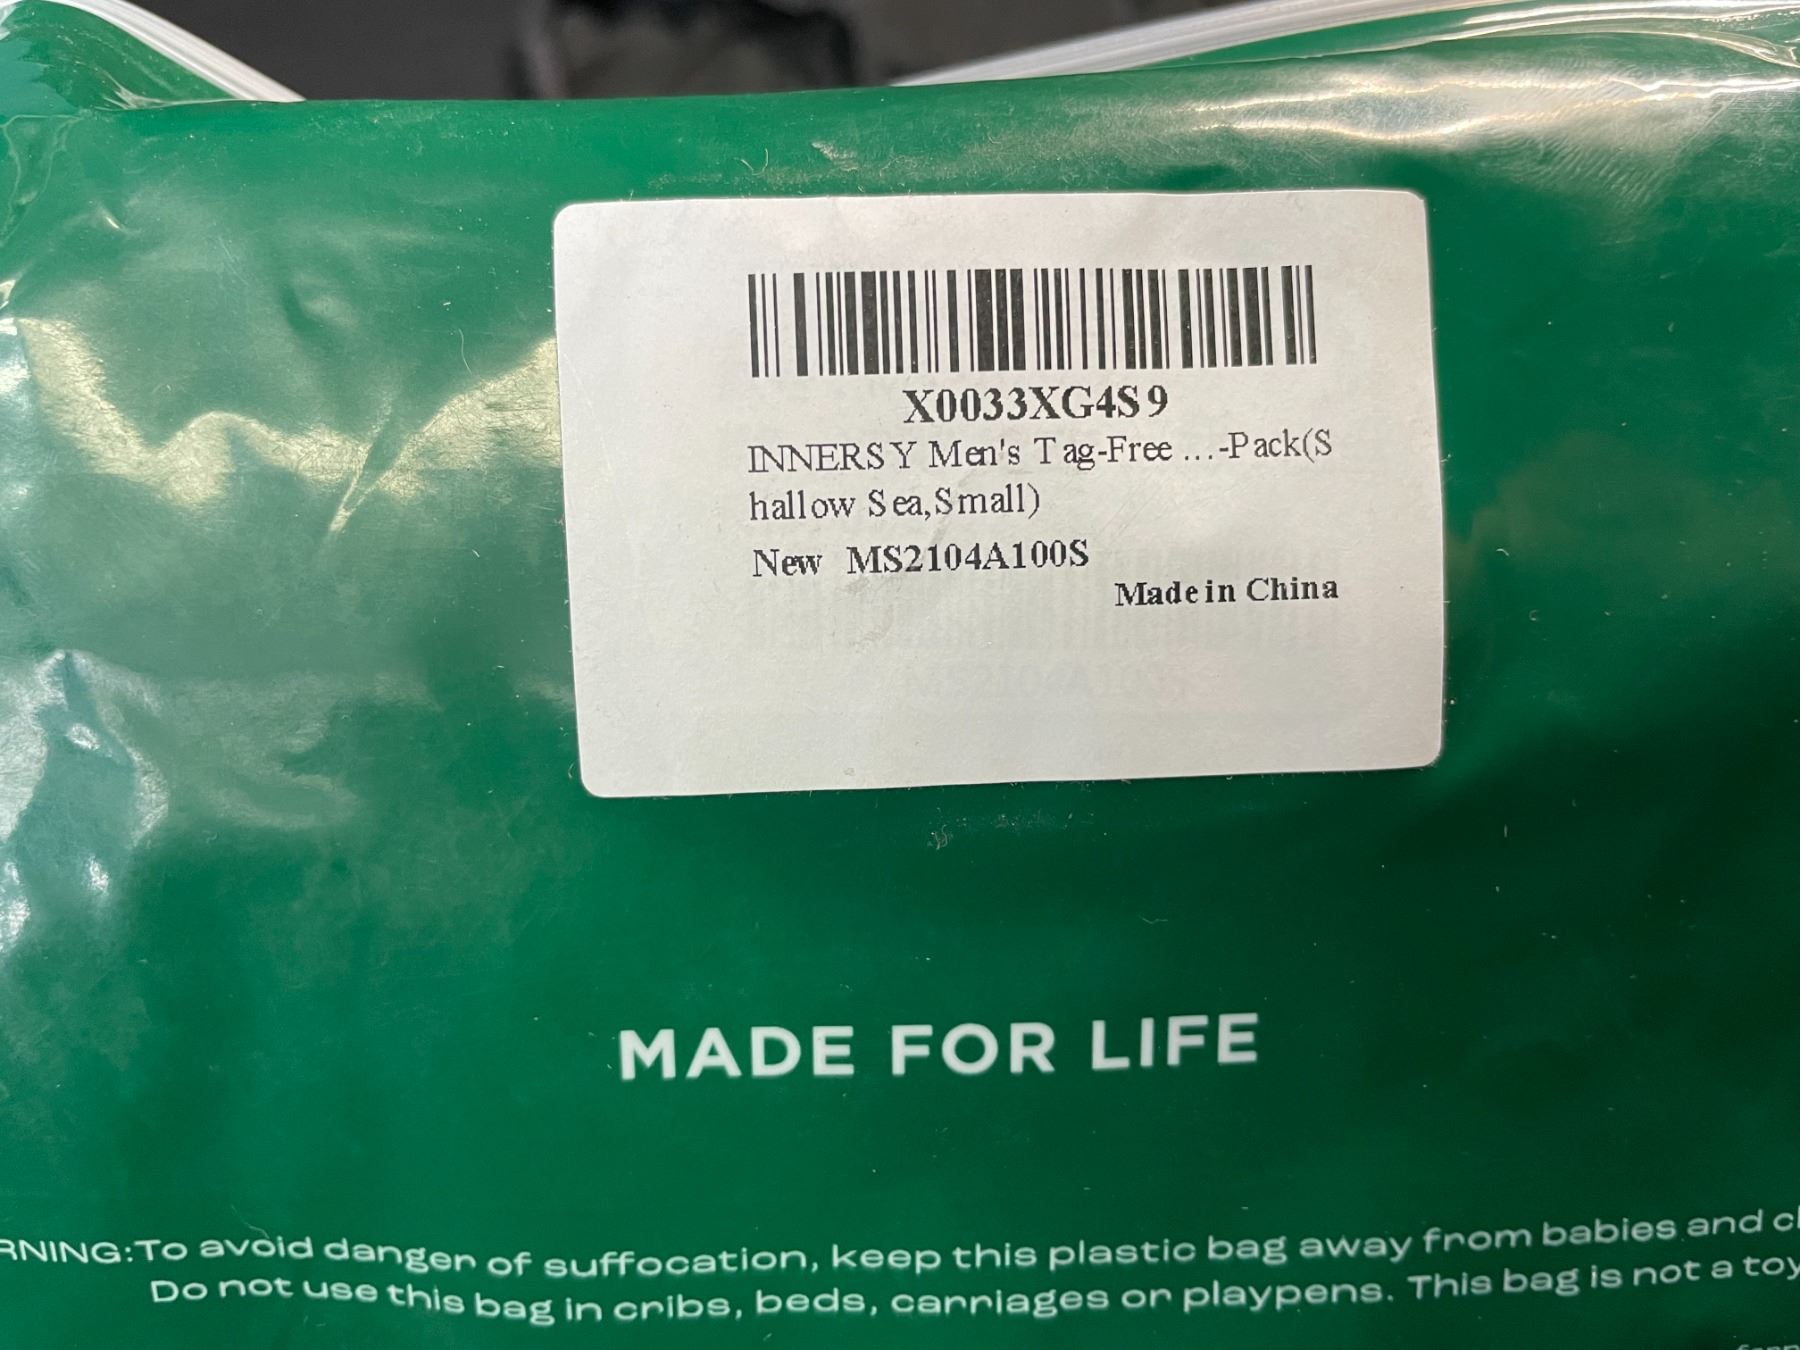 X0033XG4S9
INNERSY Men's Tag-Free ...-Pack(S
hallow Sea,Small)
New MS2104A100S
Made in China
MADE FOR LIFE
RNING:To avoid danger of suffocation, keep this plastic bag away from babies and c
Do not use this bag in cribs, beds, carriages or playpens. This bag is not a toy